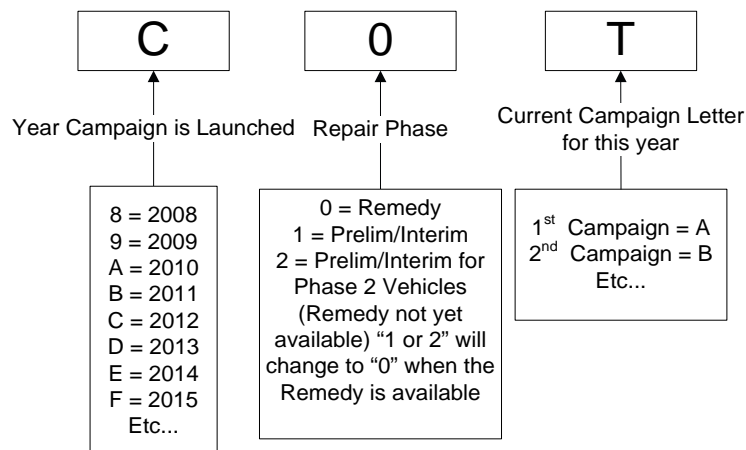 C
0
T
Year Campaign is Launched
Repair Phase
Current Campaign Letter
for this year
8 = 2008
9 = 2009
A = 2010
B = 2011
C = 2012
D = 2013
E = 2014
F = 2015
Etc...
0 = Remedy
1 = Prelim/Interim
2 = Prelim/Interim for
Phase 2 Vehicles
(Remedy not yet
available) “1 or 2” will
change to “0” when the
Remedy is available
1st Campaign = A
2nd Campaign = B
Etc...